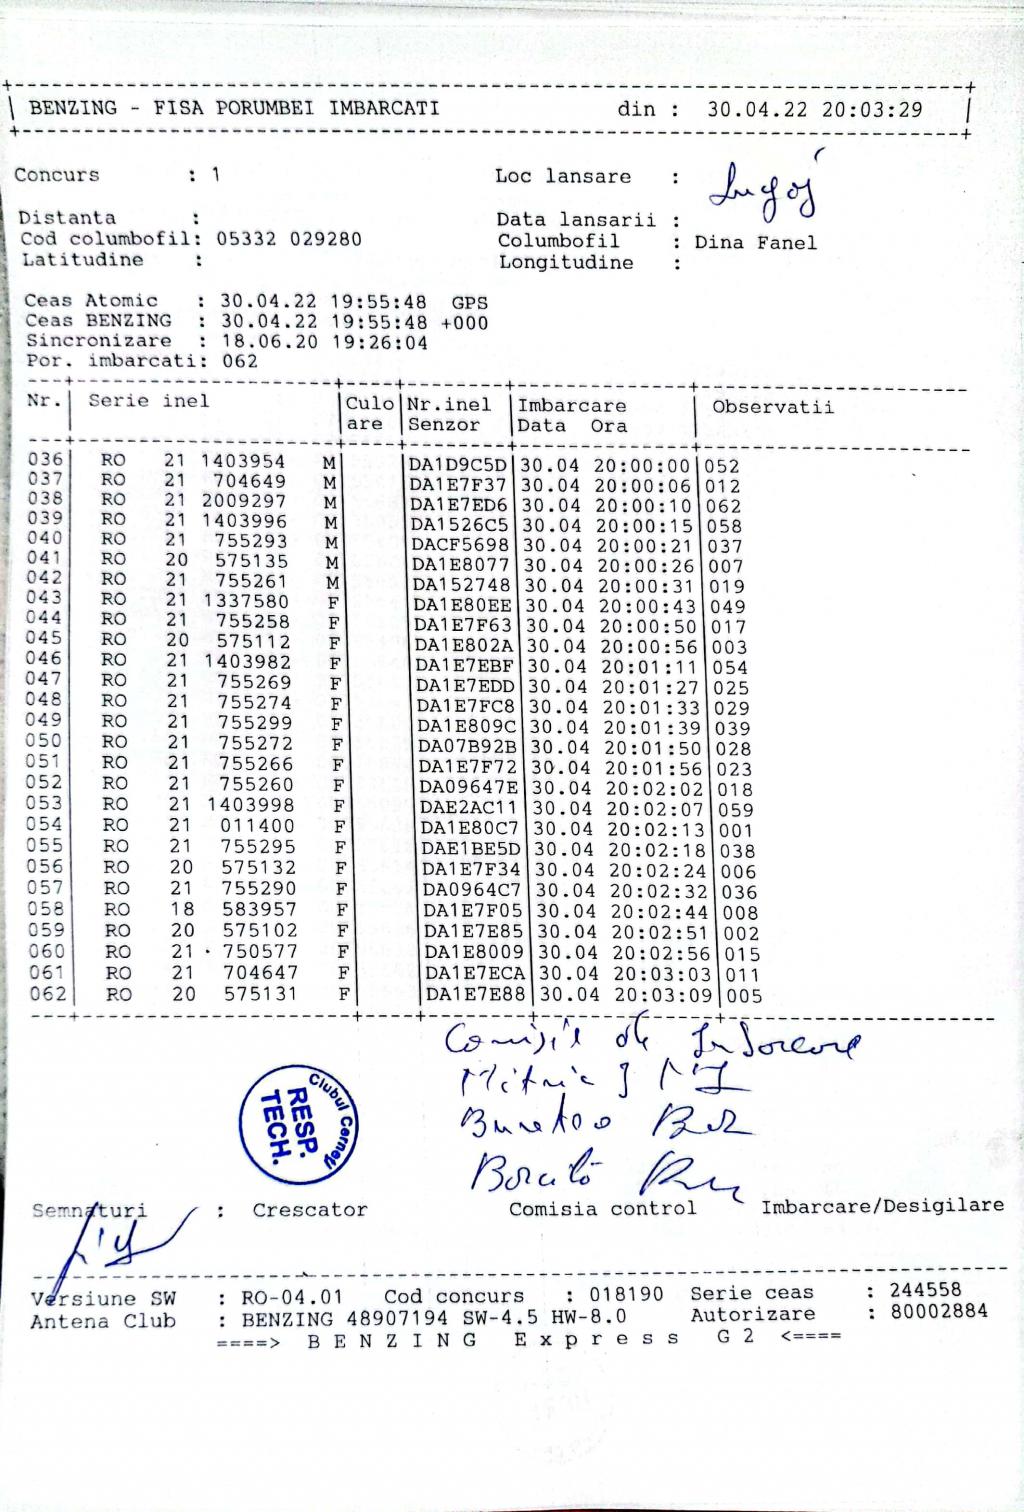 BENZING - FISA PORUMBEI IMBARCATI din : 30.04.22 20:03:29
Concurs : 1 Loc lansare : Lugoj
Distanta : Data lansarii :
Cod columbofil: 05332 029280 Columbofil : Dina Fanel
Latitudine : Longitudine :
Ceas Atomic : 30.04.22 19:55:48 GPS
Ceas BENZING : 30.04.22 19:55:48 +000
Sincronizare : 18.06.20 19:26:04
Por. imbarcati: 062
Nr. Serie inel Culo Nr.inel Imbarcare Observatii
are Senzor Data Ora
036 RO 21 1403954 M DA1D9C5D 30.04 20:00:00 052
037 RO 21 704649 M DA1E7F37 30.04 20:00:06 012
038 RO 21 2009297 M DA1E7ED6 30.04 20:00:10 062
039 RO 21 1403996 M DA1526C5 30.04 20:00:15 058
040 RO 21 755293 M DACF5698 30.04 20:00:21 037
041 RO 20 575135 M DA1E8077 30.04 20:00:26 007
042 RO 21 755261 M DA152748 30.04 20:00:31 019
043 RO 21 1337580 F DA1E80EE 30.04 20:00:43 049
044 RO 21 755258 F DA1E7F63 30.04 20:00:50 017
045 RO 20 575112 F DA1E802A 30.04 20:00:56 003
046 RO 21 1403982 F DA1E7EBF 30.04 20:01:11 054
047 RO 21 755269 F DA1E7EDD 30.04 20:01:27 025
048 RO 21 755274 F DA1E7FC8 30.04 20:01:33 029
049 RO 21 755299 F DA1E809C 30.04 20:01:39 039
050 RO 21 755272 F DA07B92B 30.04 20:01:50 028
051 RO 21 755266 F DA1E7F72 30.04 20:01:56 023
052 RO 21 755260 F DA09647E 30.04 20:02:02 018
053 RO 21 1403998 F DAE2AC11 30.04 20:02:07 059
054 RO 21 011400 F DA1E80C7 30.04 20:02:13 001
055 RO 21 755295 F DAE1BE5D 30.04 20:02:18 038
056 RO 20 575132 F DA1E7F34 30.04 20:02:24 006
057 RO 21 755290 F DA0964C7 30.04 20:02:32 036
058 RO 18 583957 F DA1E7F05 30.04 20:02:44 008
059 RO 20 575102 F DA1E7E85 30.04 20:02:51 002
060 RO 21 750577 F DA1E8009 30.04 20:02:56 015
061 RO 21 704647 F DA1E7ECA 30.04 20:03:03 011
062 RO 20 575131 F DA1E7E88 30.04 20:03:09 005
de
Clubul Cerney
RESP.
TECH.
Semnaturi : Crescator Comisia control Imbarcare/Desigilare
Versiune SW : RO-04.01 Cod concurs : 018190 Serie ceas : 244558
Antena Club : BENZING 48907194 SW-4.5 HW-8.0 Autorizare : 80002884
====> B E N Z I N G E x p r e s s G 2 <====